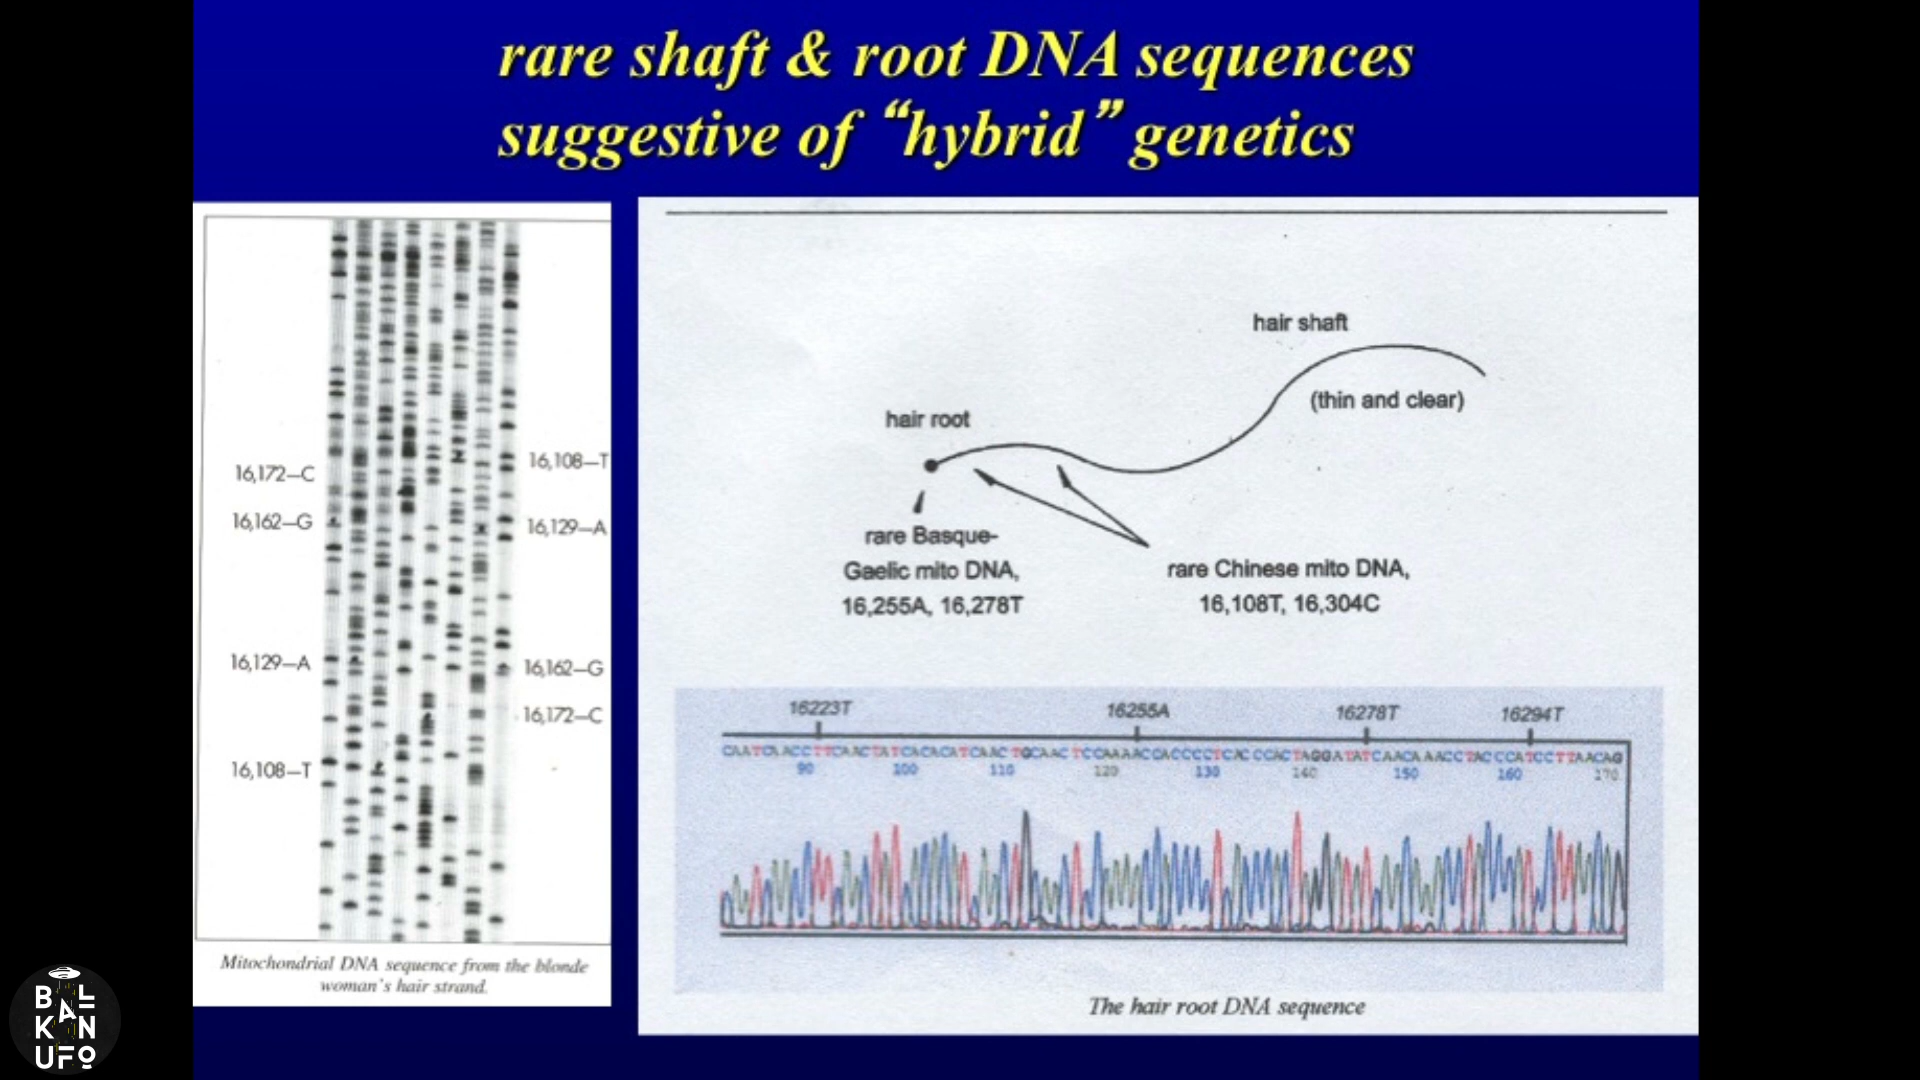 rare shaft & root DNA sequences
suggestive of “hybrid” genetics
16,172—C
16,162—G
16,129—A
16,108—T
16,108—T
16,129—A
16,162—G
16,172—C
Mitochondrial DNA sequence from the blonde
woman's hair strand.
hair shaft
(thin and clear)
hair root
rare Basque-
Gaelic mito DNA,
16,255A, 16,278T
rare Chinese mito DNA,
16,108T, 16,304C
16223T 16255A 16278T 16294T
90 100 110 120 130 140 150 160 170
The hair root DNA sequence
BALKAN UFO